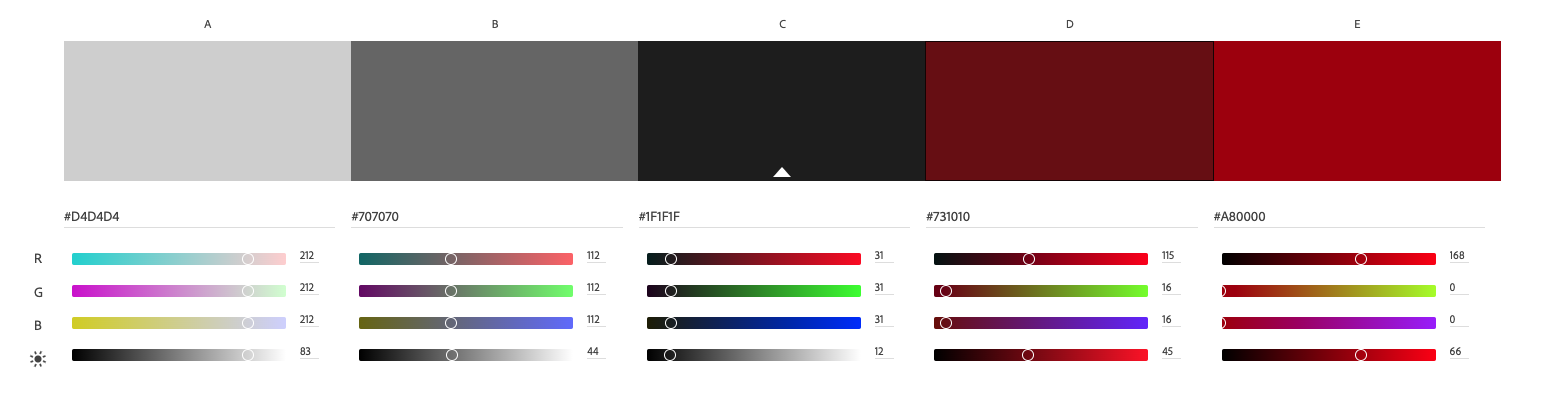 A B C D E
#D4D4D4 #707070 #1F1F1F #731010 #A80000
R 212 112 31 115 168
G 212 112 31 16 0
B 212 112 31 16 0
83 44 12 45 66